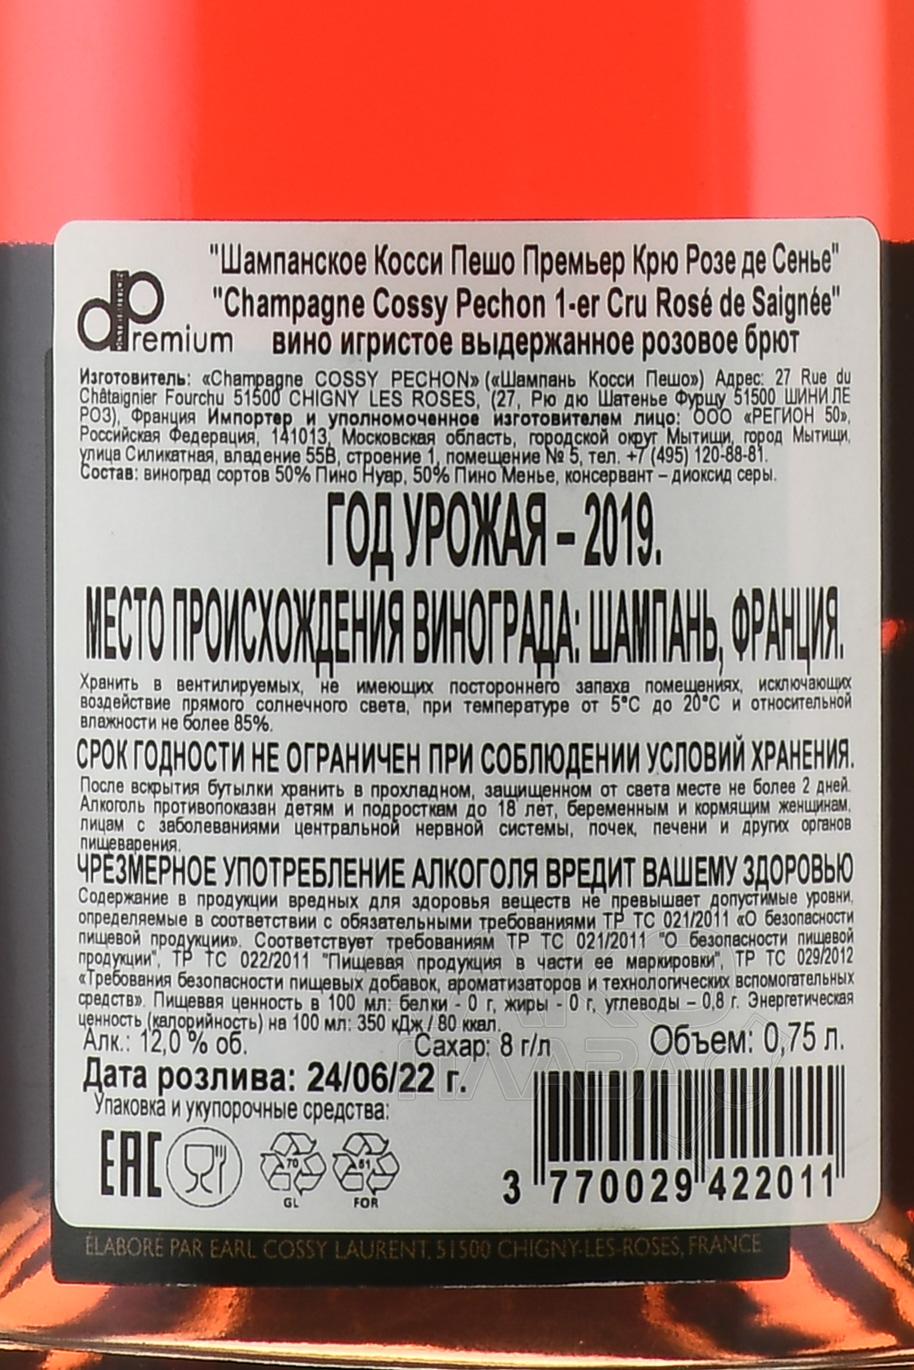 "Шампанское Косси Пешо Премьер Крю Розе де Сенье"
"Champagne Cossy Pechon 1-er Cru Rosé de Saignée"
dPremium
вино игристое выдержанное розовое брют
Изготовитель: «Champagne COSSY PECHON» («Шампань Косси Пешо») Адрес: 27 Rue du
Châtaignier Fourchu 51500 CHIGNY LES ROSES, (27, Рю дю Шатенье Фуршу 51500 ШИНИ ЛЕ
РОЗ), Франция Импортер и уполномоченное изготовителем лицо: ООО «РЕГИОН 50»,
Российская Федерация, 141013, Московская область, городской округ Мытищи, город Мытищи,
улица Силикатная, владение 55В, строение 1, помещение № 5, тел. +7 (495) 120-88-81.
Состав: виноград сортов 50% Пино Нуар, 50% Пино Менье, консервант – диоксид серы.
ГОД УРОЖАЯ – 2019.
МЕСТО ПРОИСХОЖДЕНИЯ ВИНОГРАДА: ШАМПАНЬ, ФРАНЦИЯ.
Хранить в вентилируемых, не имеющих постороннего запаха помещениях, исключающих
воздействие прямого солнечного света, при температуре от 5°С до 20°С и относительной
влажности не более 85%.
СРОК ГОДНОСТИ НЕ ОГРАНИЧЕН ПРИ СОБЛЮДЕНИИ УСЛОВИЙ ХРАНЕНИЯ.
После вскрытия бутылки хранить в прохладном, защищенном от света месте не более 2 дней.
Алкоголь противопоказан детям и подросткам до 18 лет, беременным и кормящим женщинам,
лицам с заболеваниями центральной нервной системы, почек, печени и других органов
пищеварения.
ЧРЕЗМЕРНОЕ УПОТРЕБЛЕНИЕ АЛКОГОЛЯ ВРЕДИТ ВАШЕМУ ЗДОРОВЬЮ
Содержание в продукции вредных для здоровья веществ не превышает допустимые уровни,
определяемые в соответствии с обязательными требованиями ТР ТС 021/2011 «О безопасности
пищевой продукции». Соответствует требованиям ТР ТС 021/2011 "О безопасности пищевой
продукции", ТР ТС 022/2011 "Пищевая продукция в части ее маркировки", ТР ТС 029/2012
«Требования безопасности пищевых добавок, ароматизаторов и технологических вспомогательных
средств». Пищевая ценность в 100 мл: белки - 0 г, жиры - 0 г, углеводы – 0,8 г. Энергетическая
ценность (калорийность) на 100 мл: 350 кДж / 80 ккал.
Алк.: 12,0 % об. Сахар: 8 г/л Объем: 0,75 л.
Дата розлива: 24/06/22 г.
Упаковка и укупорочные средства:
EAC
70
GL
81
FOR
3 770029 422011
ÉLABORÉ PAR EARL COSSY LAURENT, 51500 CHIGNY-LES-ROSES, FRANCE